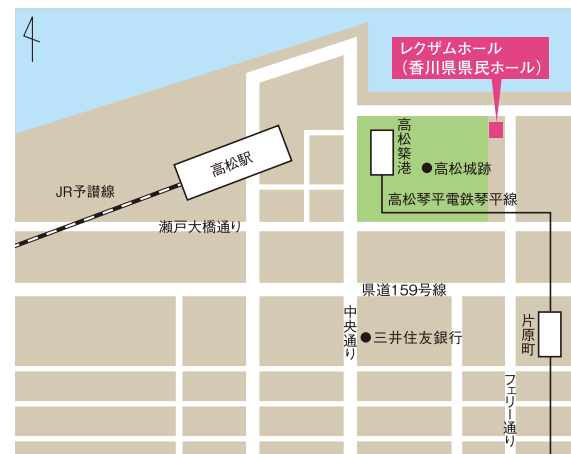 レクザムホール
（香川県県民ホール）
高松築港
高松駅
高松城跡
JR予讃線
高松琴平電鉄琴平線
瀬戸大橋通り
県道159号線
中央通り
三井住友銀行
片原町
フェリー通り